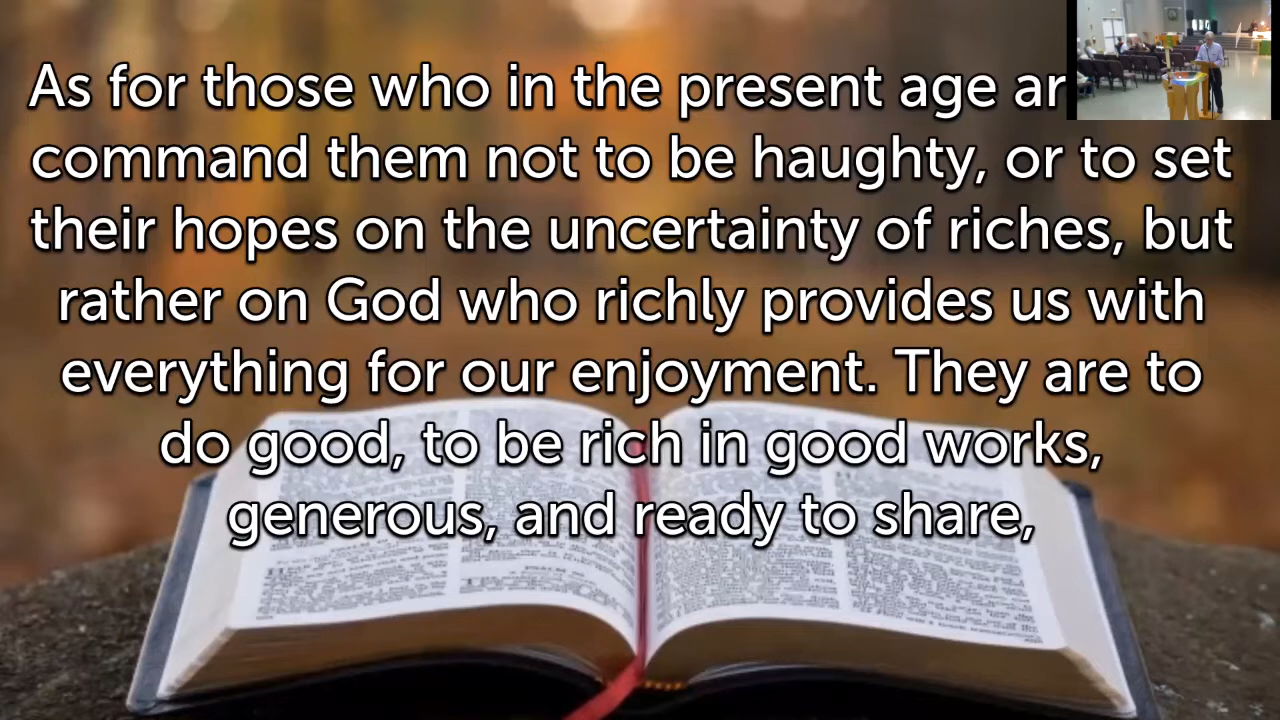 As for those who in the present age ar
command them not to be haughty, or to set
their hopes on the uncertainty of riches, but
rather on God who richly provides us with
everything for our enjoyment. They are to
do good, to be rich in good works,
generous, and ready to share,